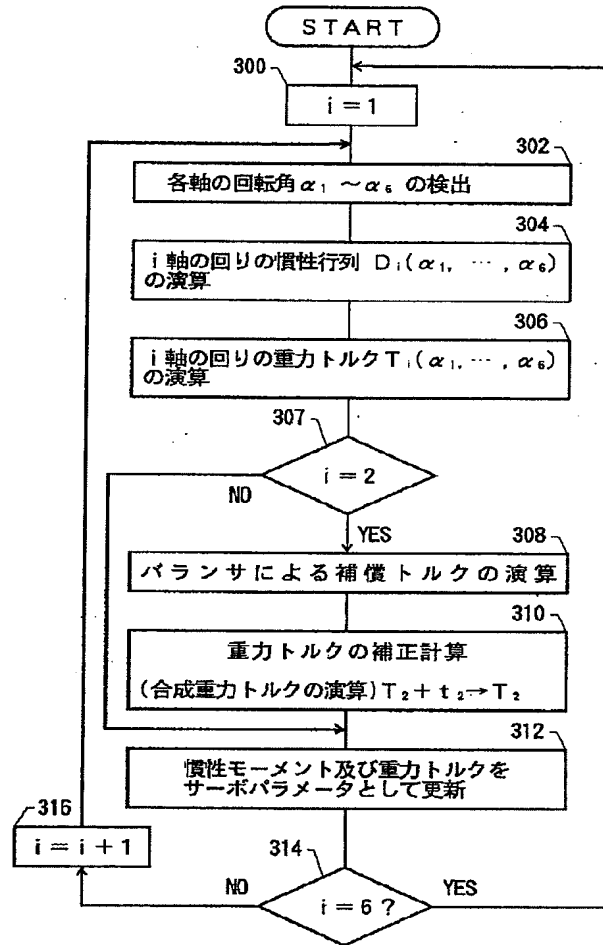 START
300
i = 1
302
各軸の回転角α₁ ~α₆ の検出
304
i 軸の回りの慣性行列 Dᵢ(α₁, …, α₆)
の演算
306
i 軸の回りの重力トルクTᵢ(α₁, …, α₆)
の演算
307
i = 2
NO
YES
308
バランサによる補償トルクの演算
310
重力トルクの補正計算
(合成重力トルクの演算)T₂+t₂→T₂
312
慣性モーメント及び重力トルクを
サーボパラメータとして更新
316
i = i + 1
314
NO
YES
i = 6 ?